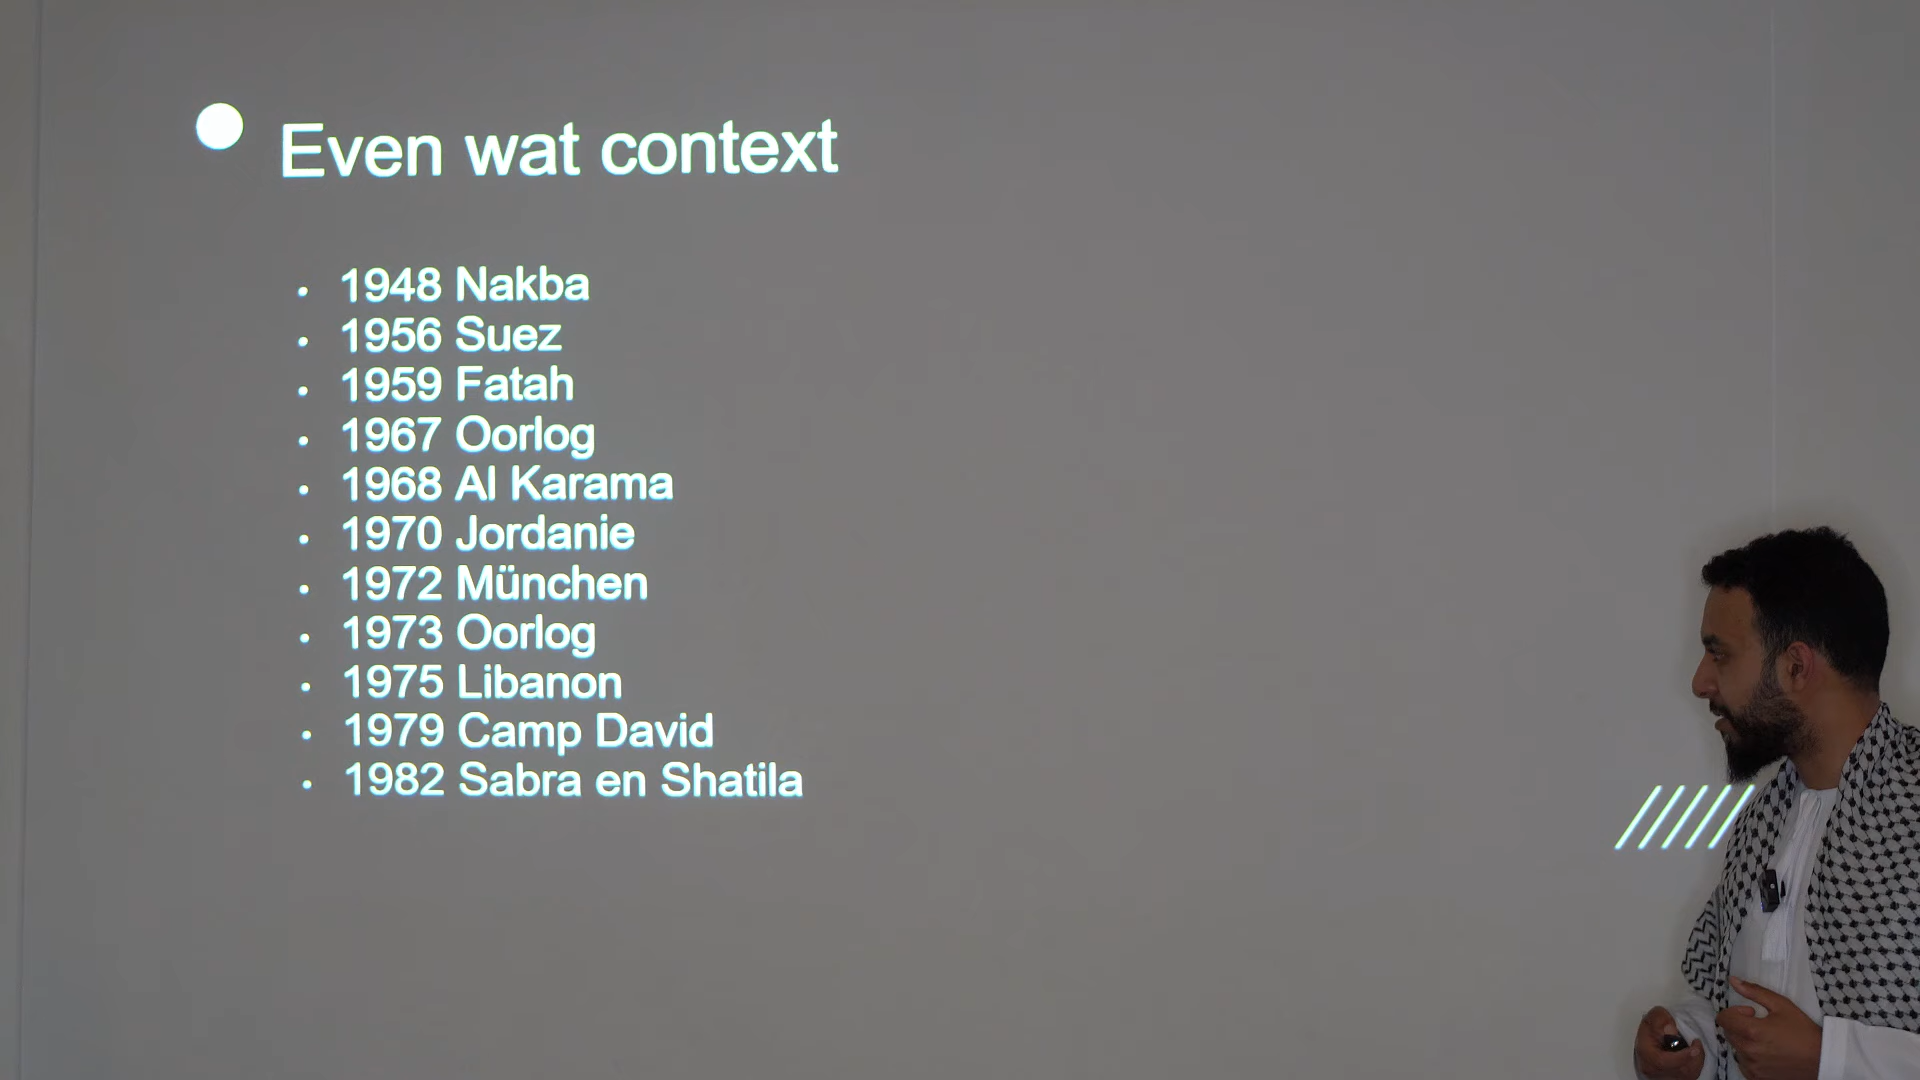 Even wat context
1948 Nakba
1956 Suez
1959 Fatah
1967 Oorlog
1968 Al Karama
1970 Jordanie
1972 München
1973 Oorlog
1975 Libanon
1979 Camp David
1982 Sabra en Shatila